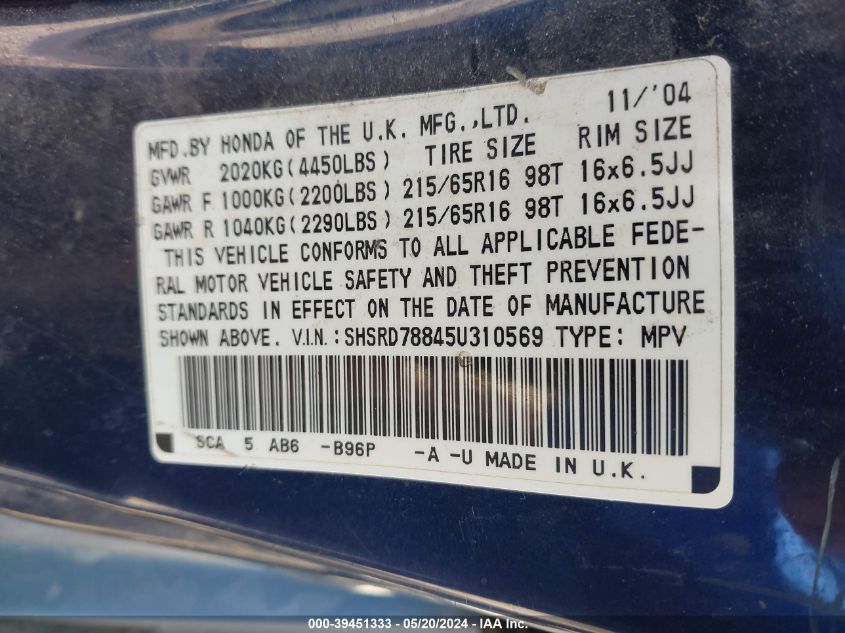 MFD.BY HONDA OF THE U.K. MFG.,LTD. 11/'04
GVWR 2020KG(4450LBS) TIRE SIZE RIM SIZE
GAWR F 1000KG(2200LBS) 215/65R16 98T 16x6.5JJ
GAWR R 1040KG(2290LBS) 215/65R16 98T 16x6.5JJ
THIS VEHICLE CONFORMS TO ALL APPLICABLE FEDE-
RAL MOTOR VEHICLE SAFETY AND THEFT PREVENTION
STANDARDS IN EFFECT ON THE DATE OF MANUFACTURE
SHOWN ABOVE. V.I.N.:SHSRD78845U310569 TYPE: MPV
SCA 5 AB6 -B96P -A -U MADE IN U.K.
000-39451333 - 05/20/2024 - IAA Inc.